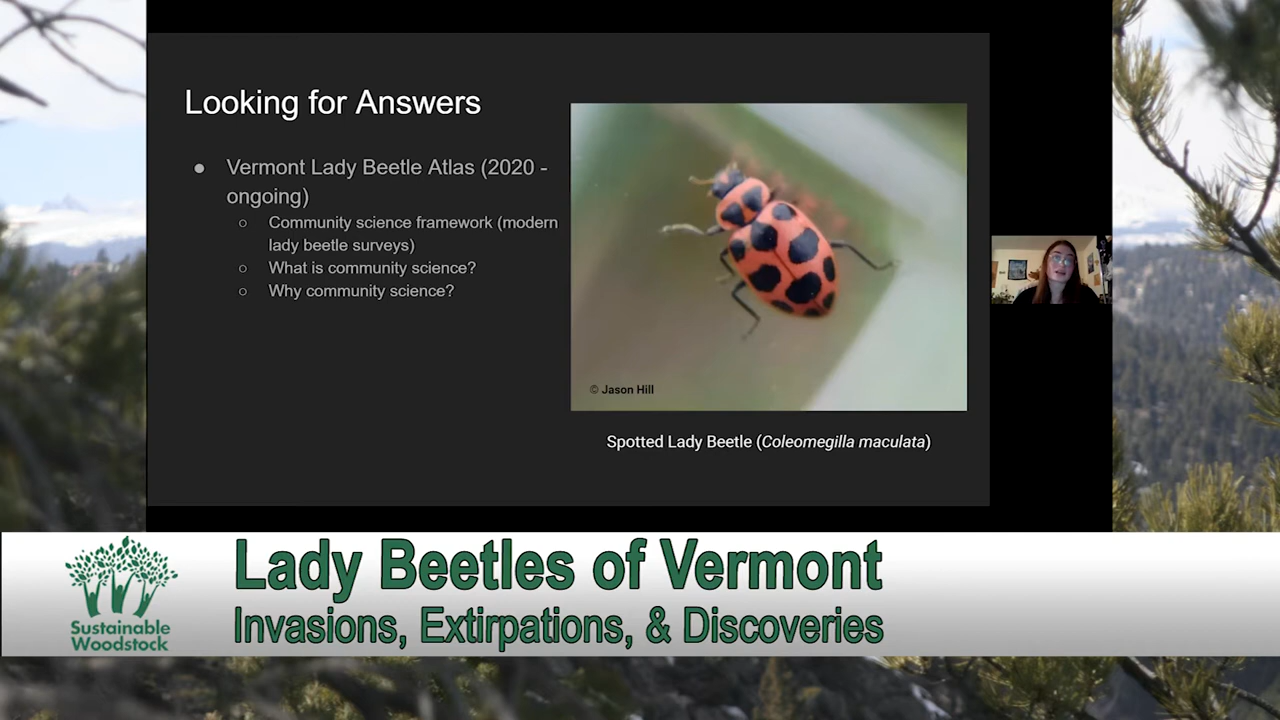 Looking for Answers
● Vermont Lady Beetle Atlas (2020 -
ongoing)
○ Community science framework (modern
lady beetle surveys)
○ What is community science?
○ Why community science?
© Jason Hill
Spotted Lady Beetle (Coleomegilla maculata)
Sustainable
Woodstock
Lady Beetles of Vermont
Invasions, Extirpations, & Discoveries